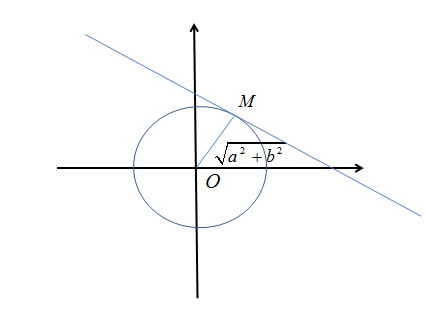 M
√(a² + b²)
O